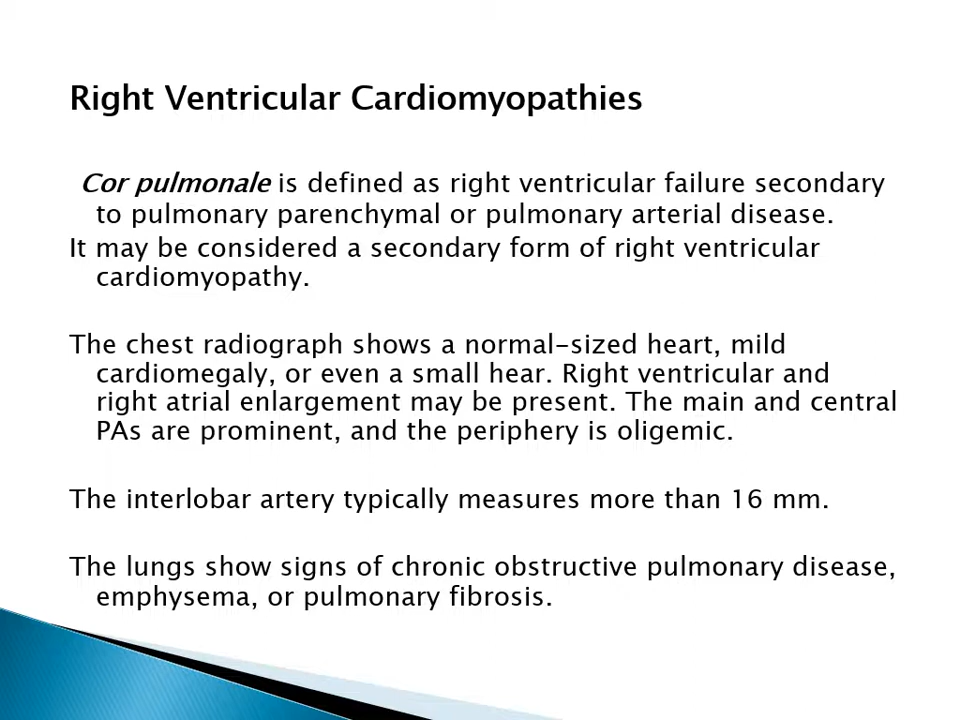 Right Ventricular Cardiomyopathies
Cor pulmonale is defined as right ventricular failure secondary
to pulmonary parenchymal or pulmonary arterial disease.
It may be considered a secondary form of right ventricular
cardiomyopathy.
The chest radiograph shows a normal-sized heart, mild
cardiomegaly, or even a small hear. Right ventricular and
right atrial enlargement may be present. The main and central
PAs are prominent, and the periphery is oligemic.
The interlobar artery typically measures more than 16 mm.
The lungs show signs of chronic obstructive pulmonary disease,
emphysema, or pulmonary fibrosis.